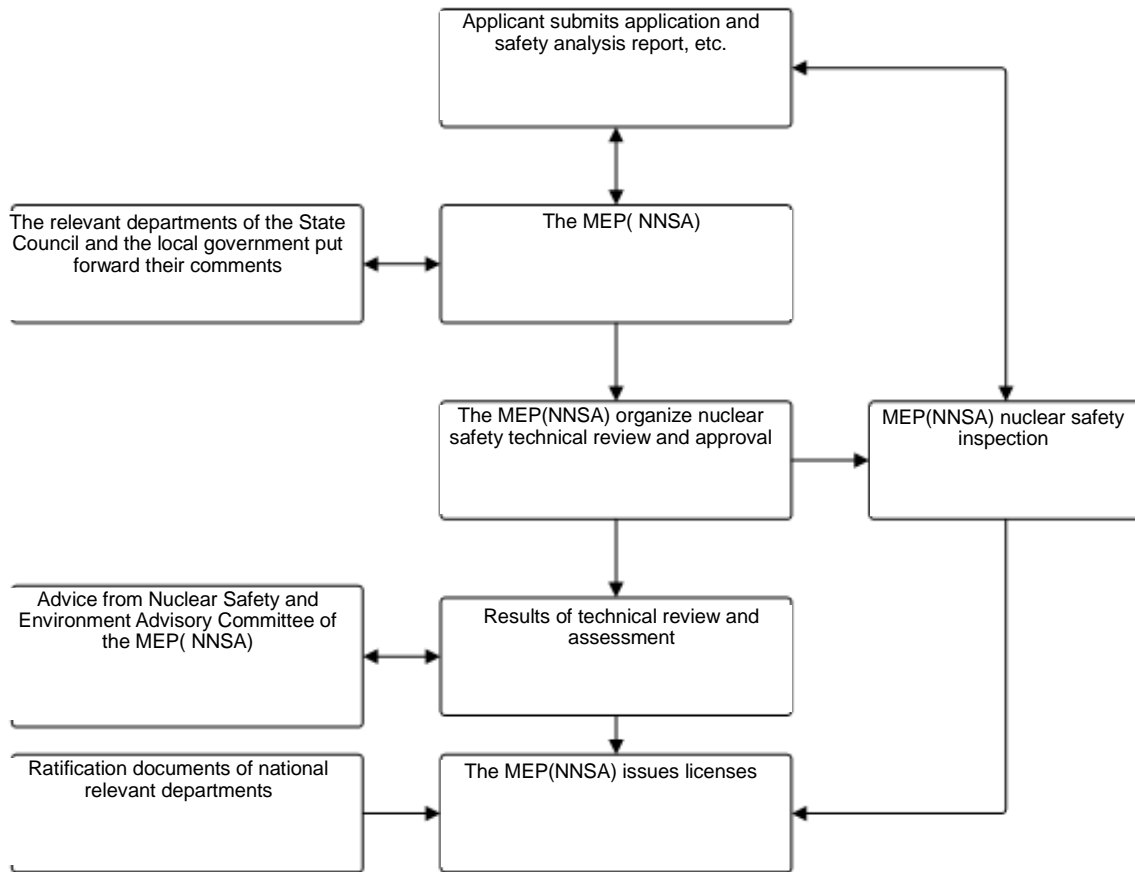 Applicant submits application and
safety analysis report, etc.
The relevant departments of the State
Council and the local government put
forward their comments
The MEP( NNSA)
The MEP(NNSA) organize nuclear
safety technical review and approval
MEP(NNSA) nuclear safety
inspection
Advice from Nuclear Safety and
Environment Advisory Committee of
the MEP( NNSA)
Results of technical review and
assessment
Ratification documents of national
relevant departments
The MEP(NNSA) issues licenses